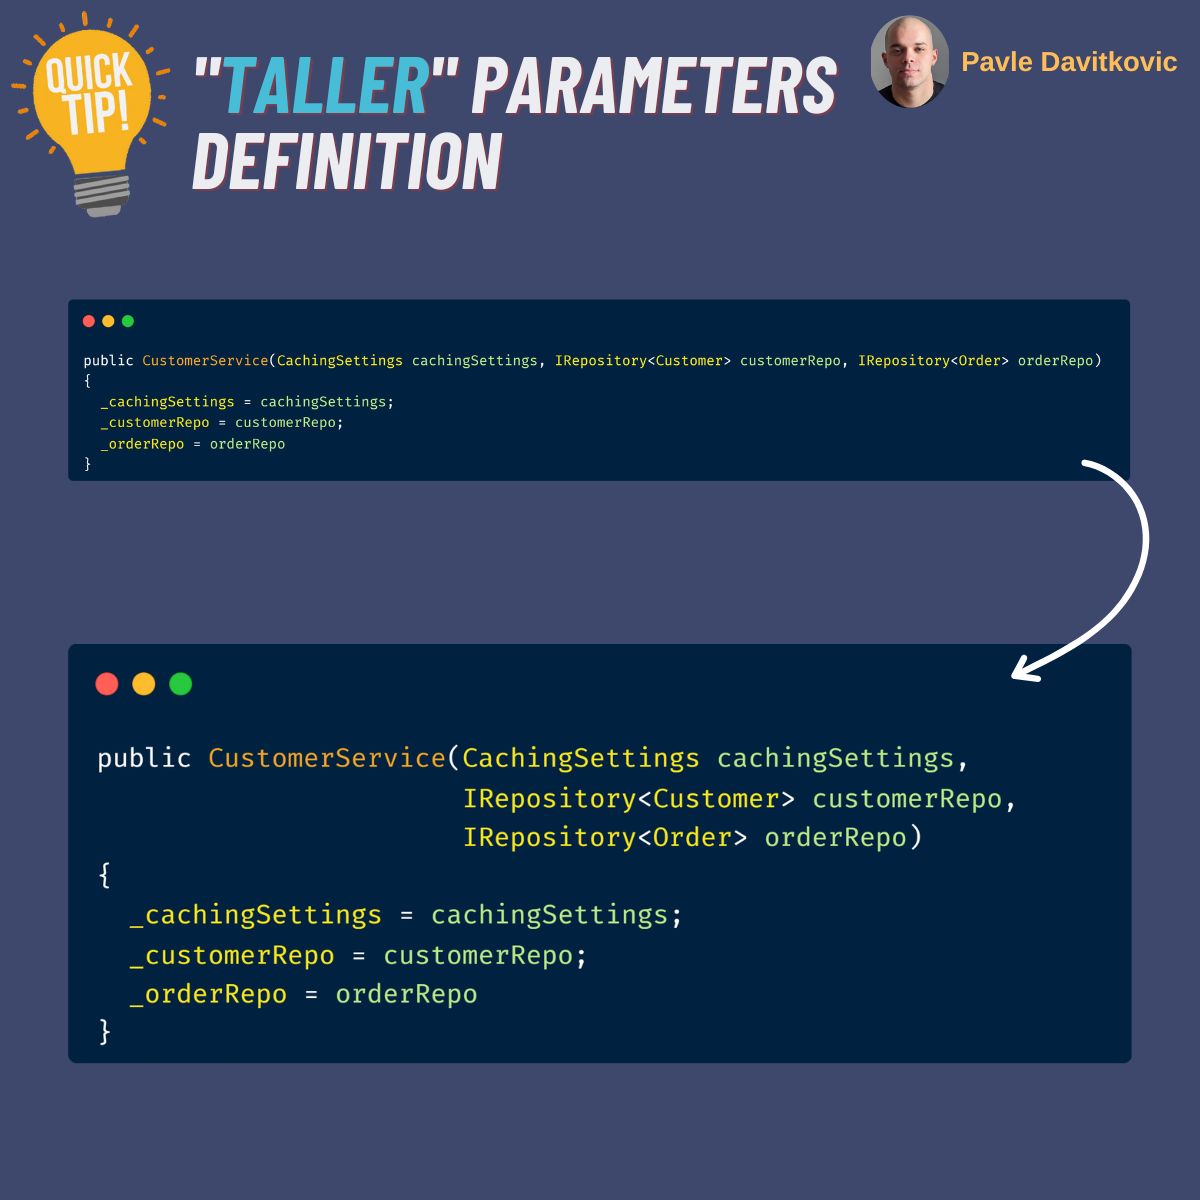 QUICK
TIP!
"TALLER" PARAMETERS
DEFINITION
Pavle Davitkovic
public CustomerService(CachingSettings cachingSettings, IRepository<Customer> customerRepo, IRepository<Order> orderRepo)
{
  _cachingSettings = cachingSettings;
  _customerRepo = customerRepo;
  _orderRepo = orderRepo
}
public CustomerService(CachingSettings cachingSettings,
                       IRepository<Customer> customerRepo,
                       IRepository<Order> orderRepo)
{
  _cachingSettings = cachingSettings;
  _customerRepo = customerRepo;
  _orderRepo = orderRepo
}